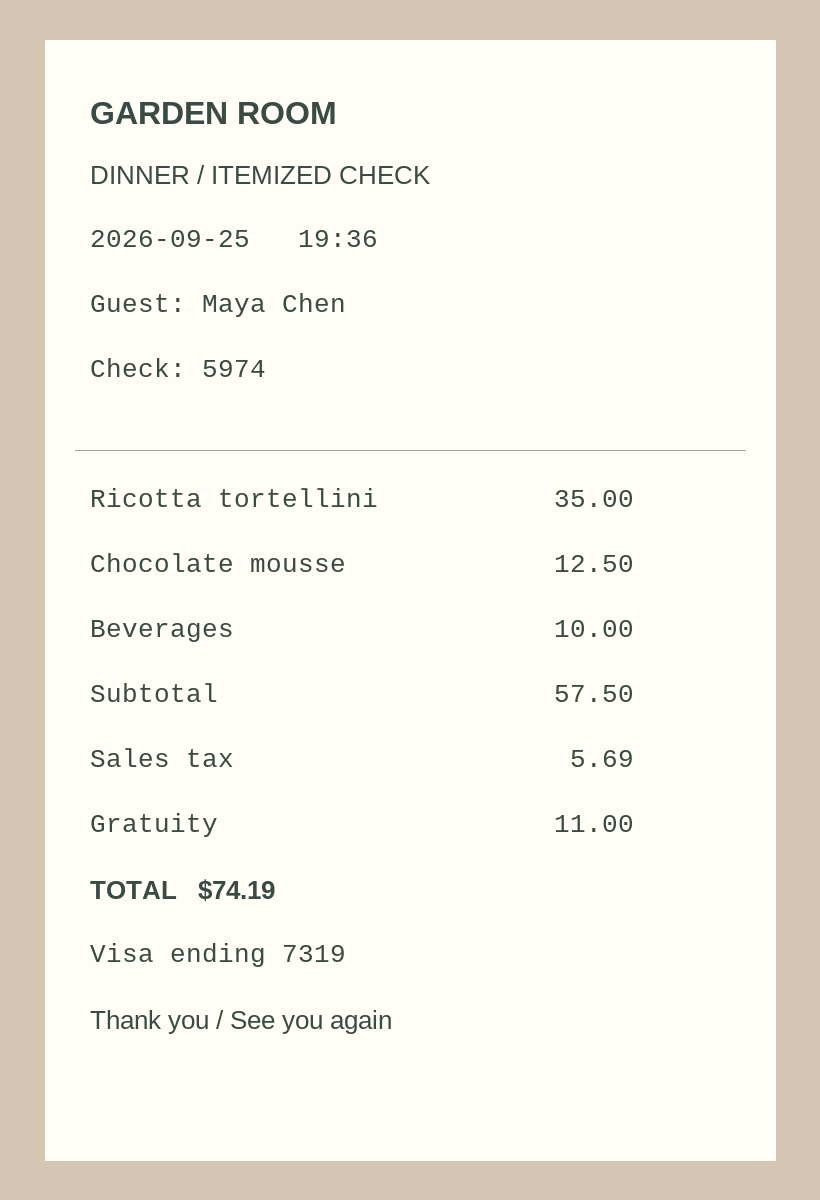 GARDEN ROOM
DINNER / ITEMIZED CHECK
2026-09-25   19:36
Guest: Maya Chen
Check: 5974
Ricotta tortellini   35.00
Chocolate mousse   12.50
Beverages   10.00
Subtotal   57.50
Sales tax   5.69
Gratuity   11.00
TOTAL   $74.19
Visa ending 7319
Thank you / See you again